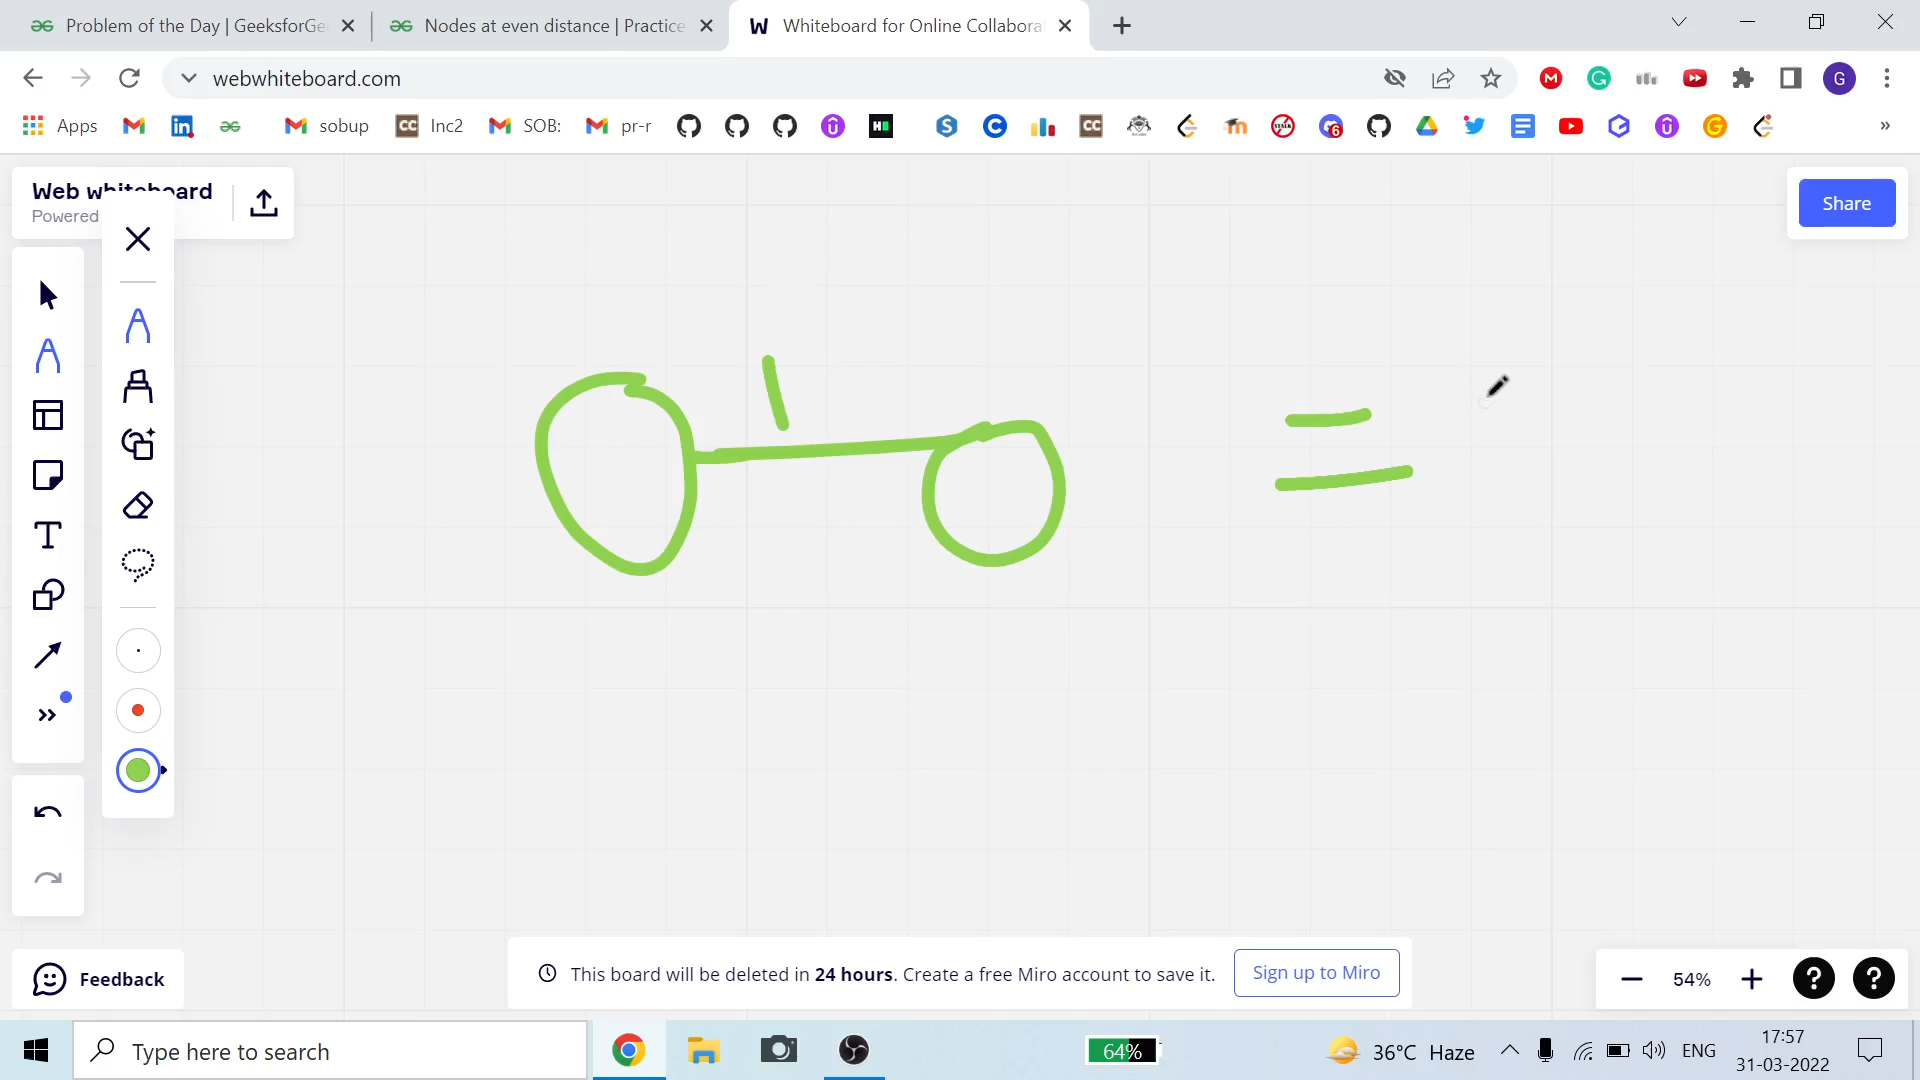 Problem of the Day | GeeksforGe
Nodes at even distance | Practice
Whiteboard for Online Collabora
webwhiteboard.com
G
Apps
sobup
CC Inc2
SOB:
pr-r
Web whiteboard
Powered
Share
1 =
Feedback
This board will be deleted in 24 hours. Create a free Miro account to save it.
Sign up to Miro
54%
Type here to search
64%
36°C Haze
ENG
17:57
31-03-2022